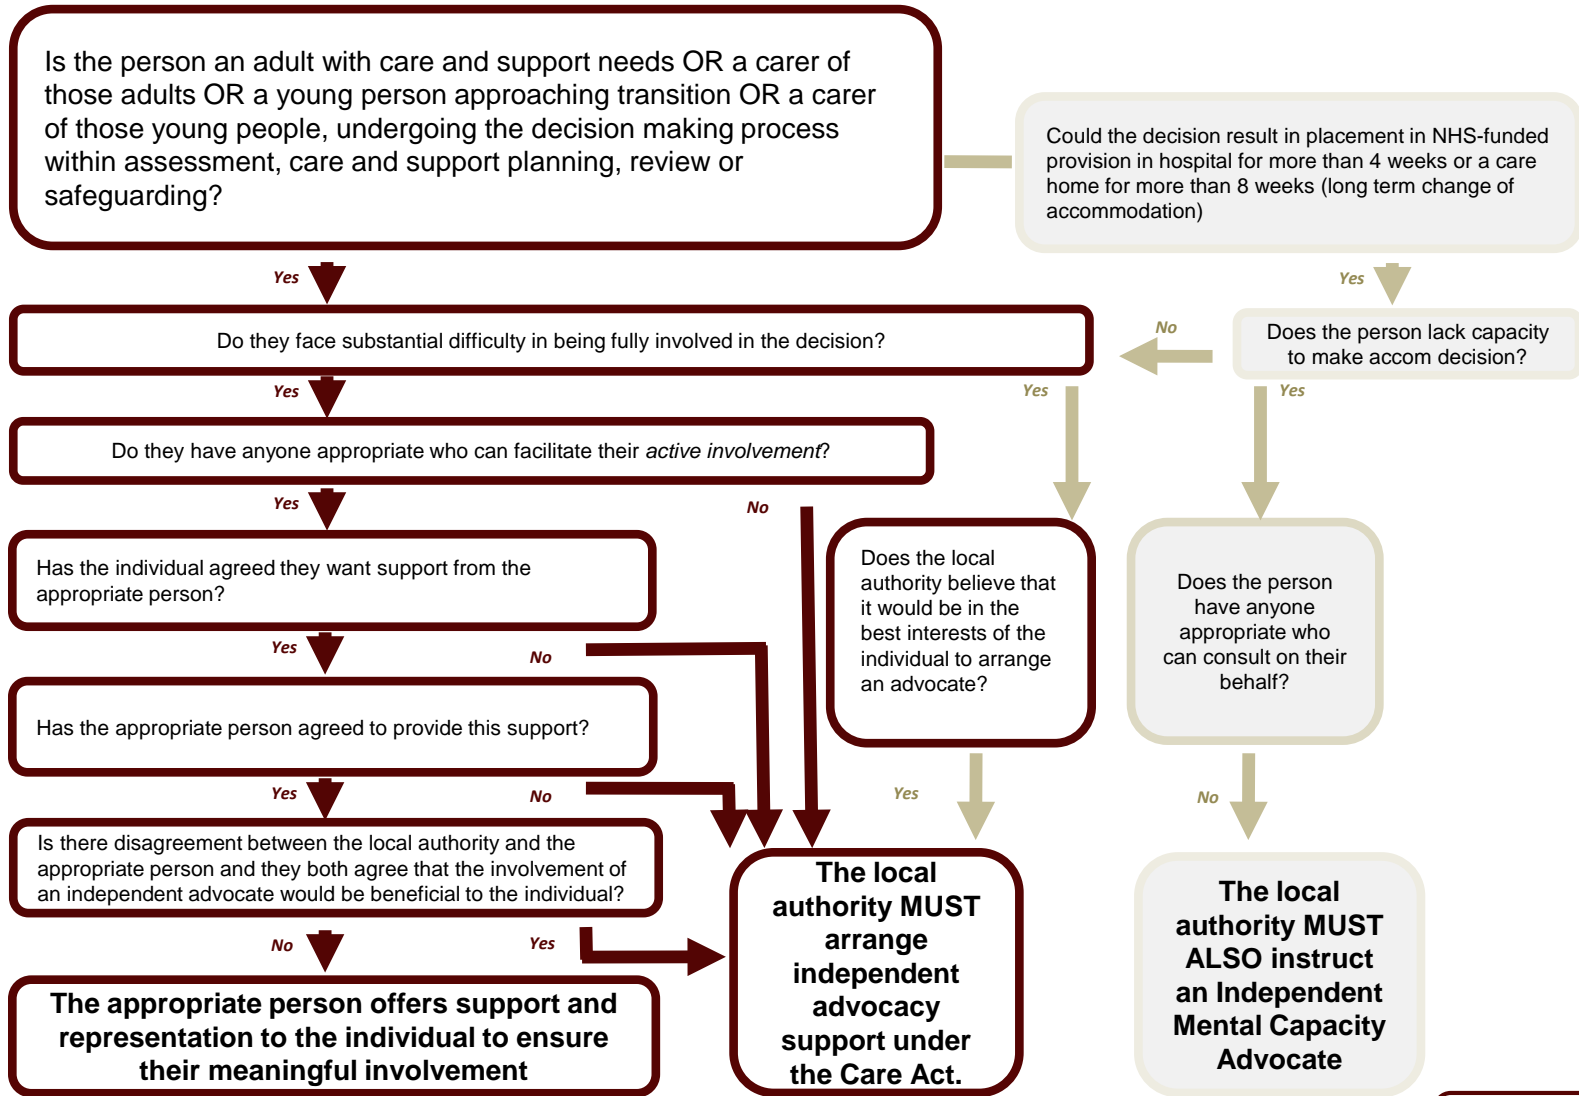 Is the person an adult with care and support needs OR a carer of
those adults OR a young person approaching transition OR a carer
of those young people, undergoing the decision making process
within assessment, care and support planning, review or
safeguarding?
Could the decision result in placement in NHS-funded
provision in hospital for more than 4 weeks or a care
home for more than 8 weeks (long term change of
accommodation)
Yes
Yes
Do they face substantial difficulty in being fully involved in the decision?
No
Does the person lack capacity
to make accom decision?
Yes
Yes
Yes
Do they have anyone appropriate who can facilitate their active involvement?
Yes
No
Has the individual agreed they want support from the
appropriate person?
Does the local
authority believe that
it would be in the
best interests of the
individual to arrange
an advocate?
Does the person
have anyone
appropriate who
can consult on their
behalf?
Yes
No
Has the appropriate person agreed to provide this support?
Yes
No
Yes
No
Is there disagreement between the local authority and the
appropriate person and they both agree that the involvement of
an independent advocate would be beneficial to the individual?
No
Yes
The appropriate person offers support and
representation to the individual to ensure
their meaningful involvement
The local
authority MUST
arrange
independent
advocacy
support under
the Care Act.
The local
authority MUST
ALSO instruct
an Independent
Mental Capacity
Advocate